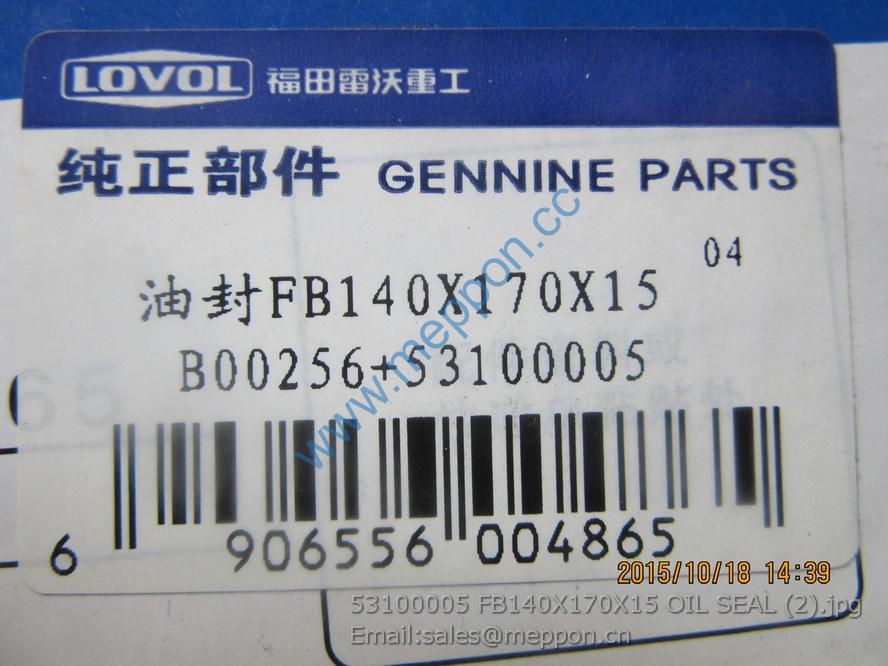 LOVOL 福田雷沃重工
纯正部件 GENNINE PARTS
04
油封FB140X170X15
B00256+53100005
www.meppon.cc
65
6 906556 004865
2015/10/18 14:39
53100005 FB140X170X15 OIL SEAL (2).jpg
Email:sales@meppon.cn